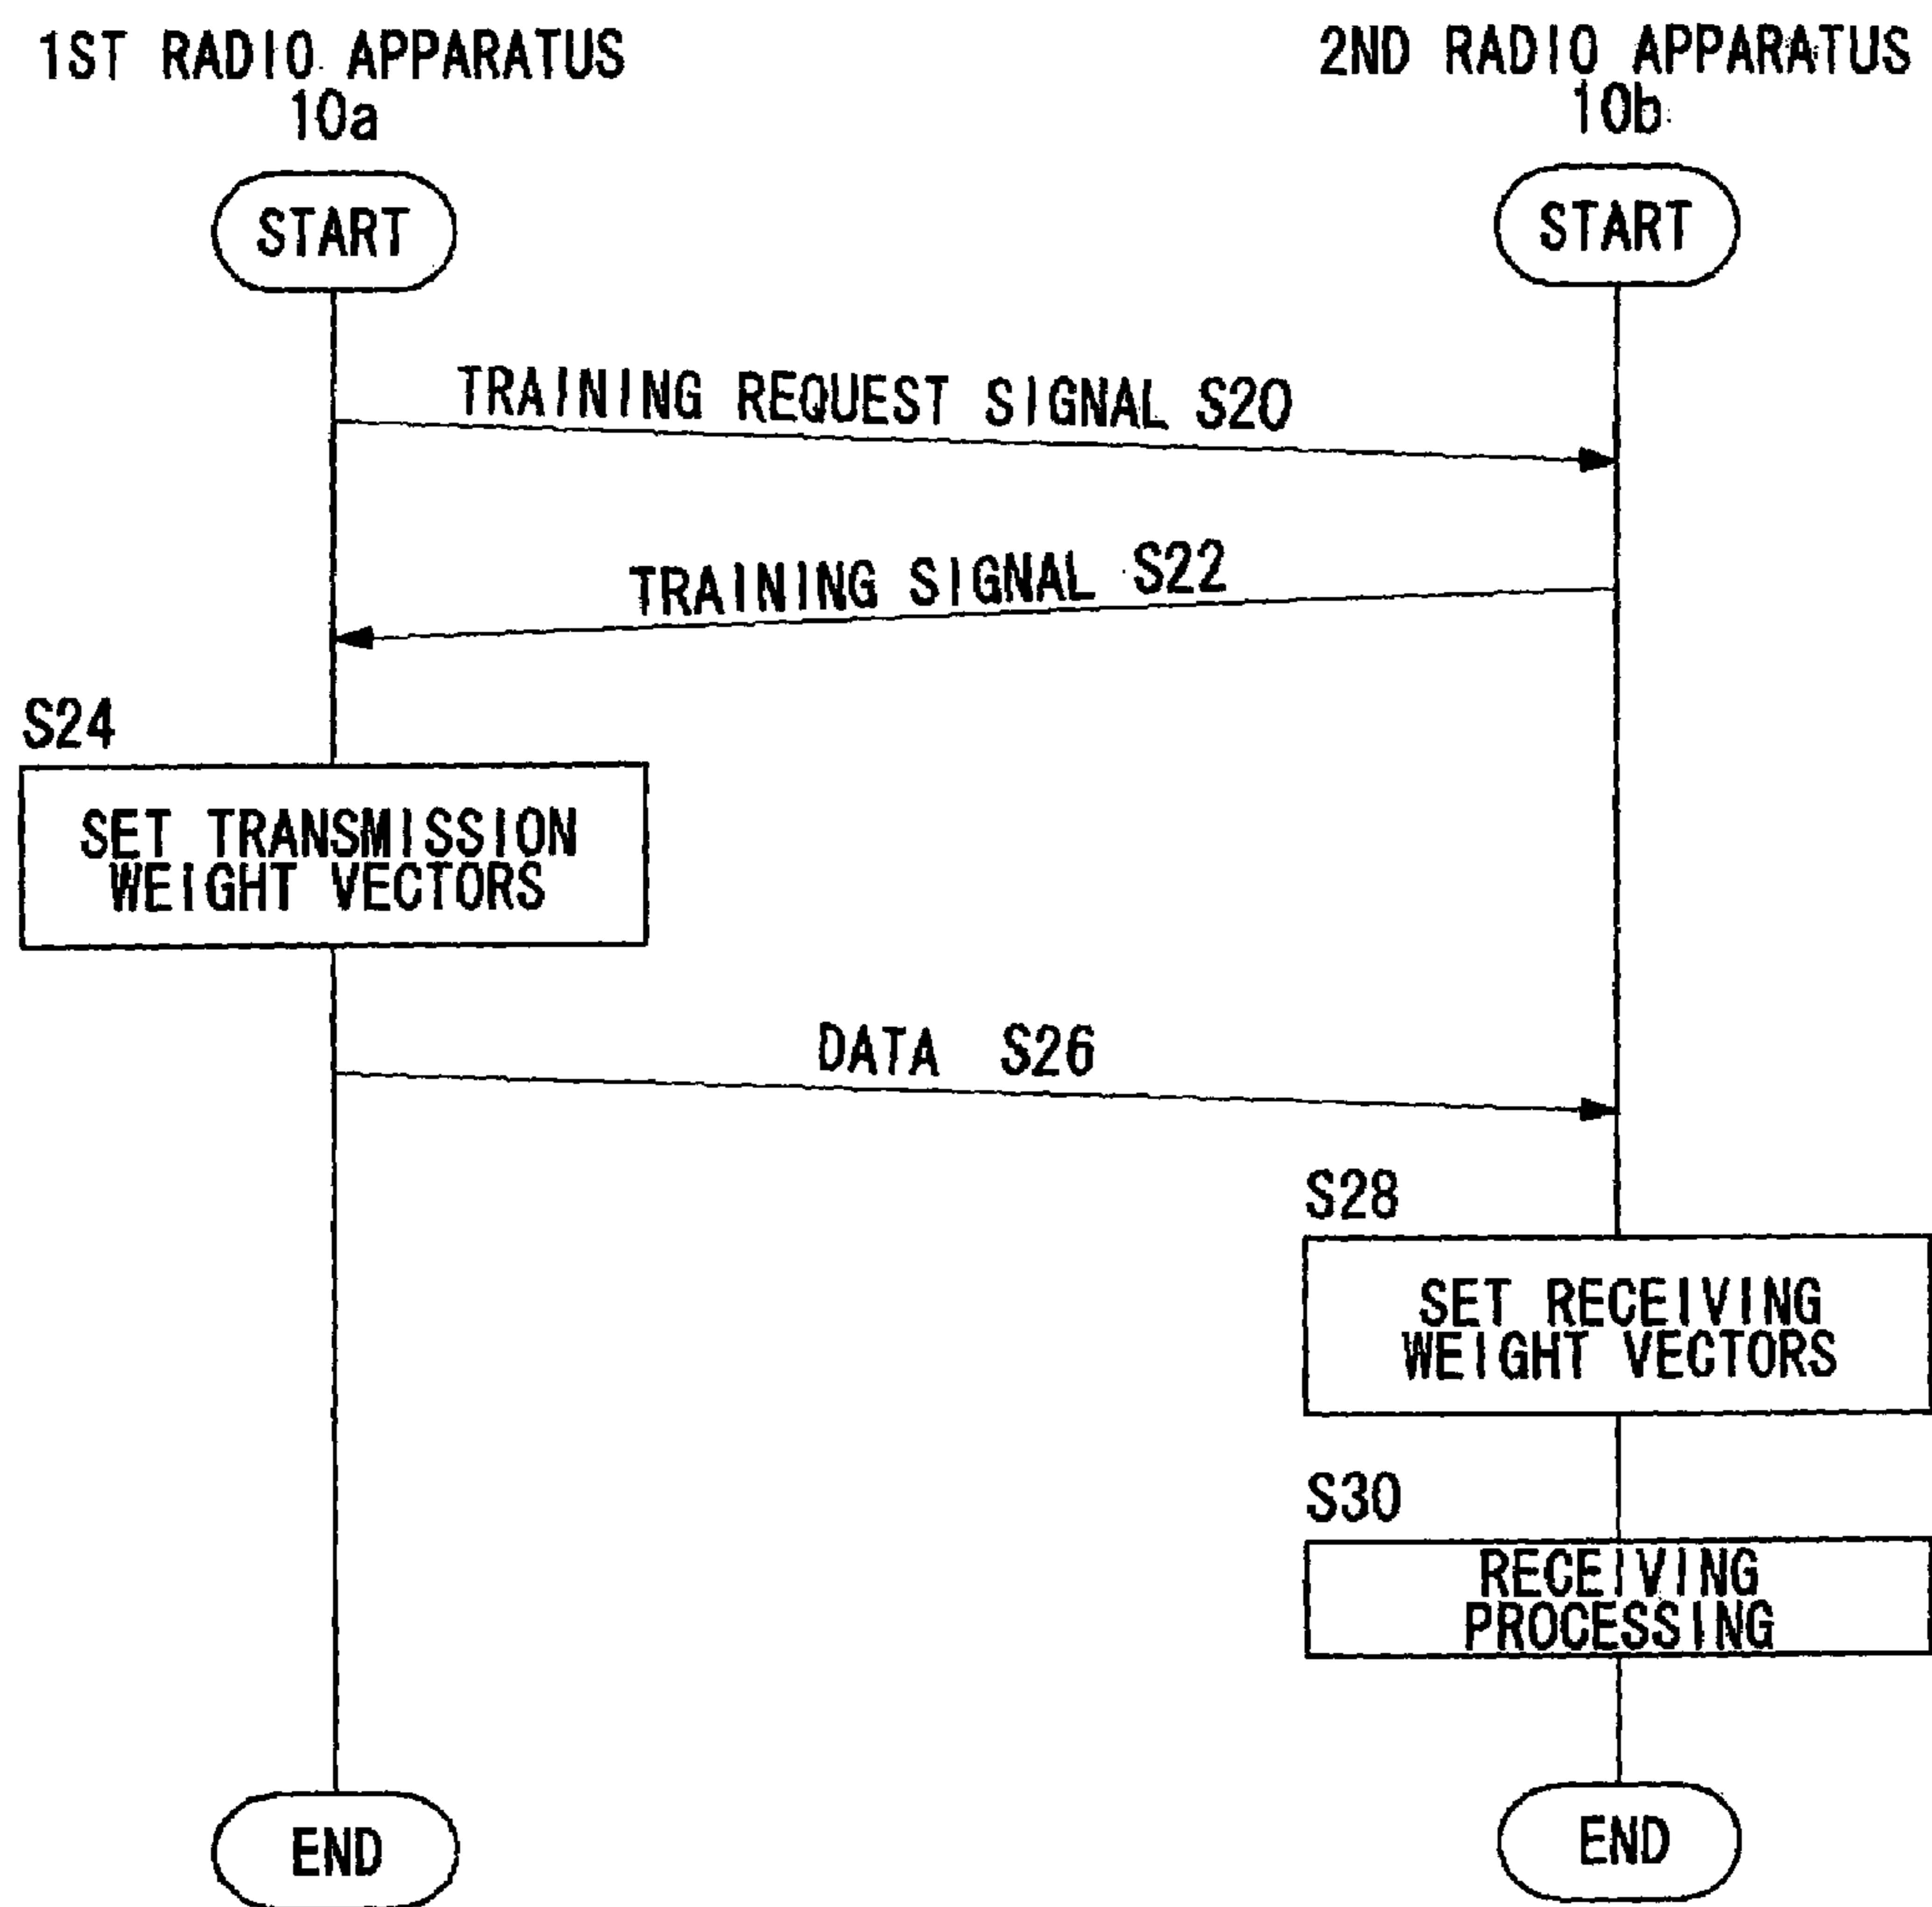 1ST RADIO APPARATUS
10a
2ND RADIO APPARATUS
10b
START
START
TRAINING REQUEST SIGNAL S20
TRAINING SIGNAL S22
S24
SET TRANSMISSION
WEIGHT VECTORS
DATA S26
S28
SET RECEIVING
WEIGHT VECTORS
S30
RECEIVING
PROCESSING
END
END